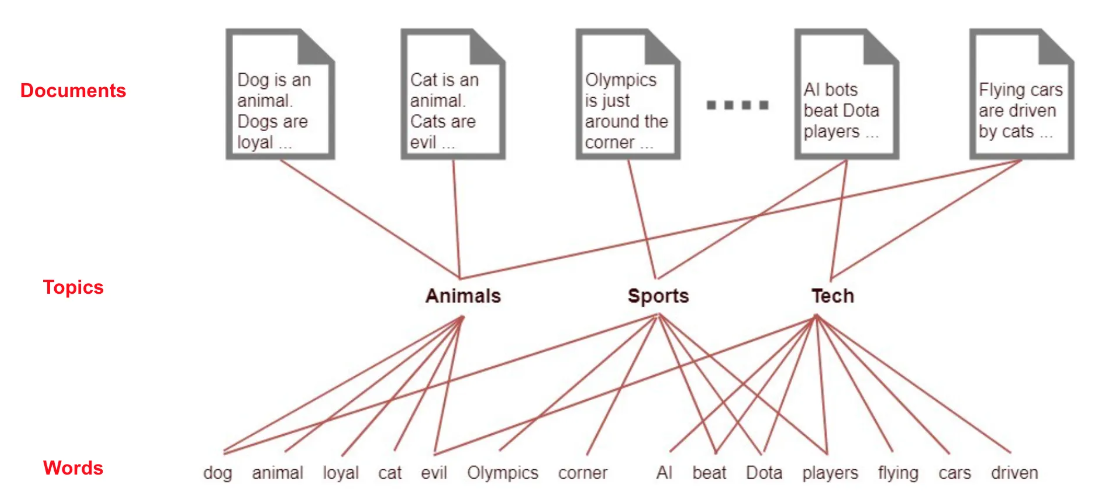 Documents
Dog is an
animal.
Dogs are
loyal ...
Cat is an
animal.
Cats are
evil ...
Olympics
is just
around the
corner ...
AI bots
beat Dota
players ...
Flying cars
are driven
by cats ...
Topics
Animals Sports Tech
Words
dog animal loyal cat evil Olympics corner AI beat Dota players flying cars driven